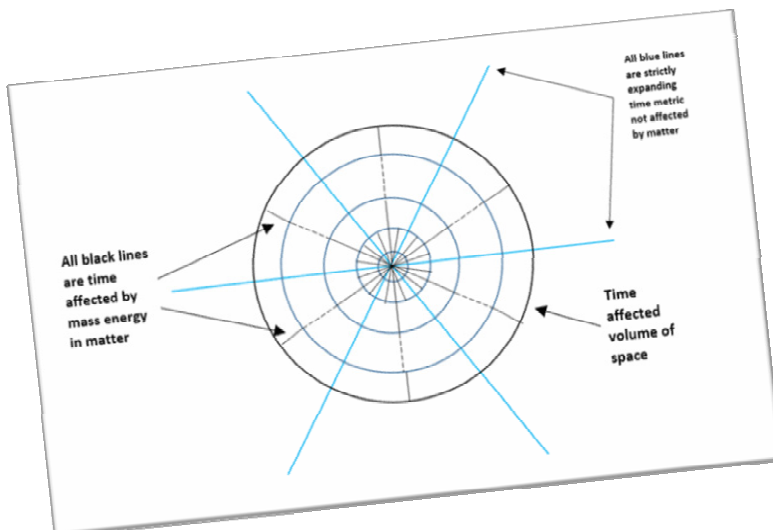 All blue lines
are strictly
expanding
time metric
not affected
by matter
All black lines
are time
affected by
mass energy
in matter
Time
affected
volume of
space